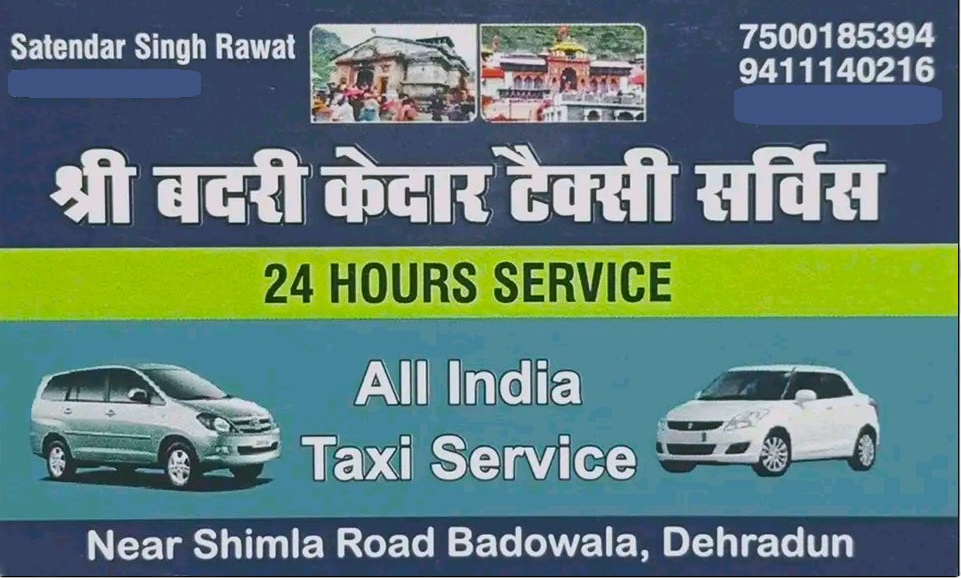 Satendar Singh Rawat
7500185394
9411140216
श्री बदरी केदार टैक्सी सर्विस
24 HOURS SERVICE
All India
Taxi Service
Near Shimla Road Badowala, Dehradun